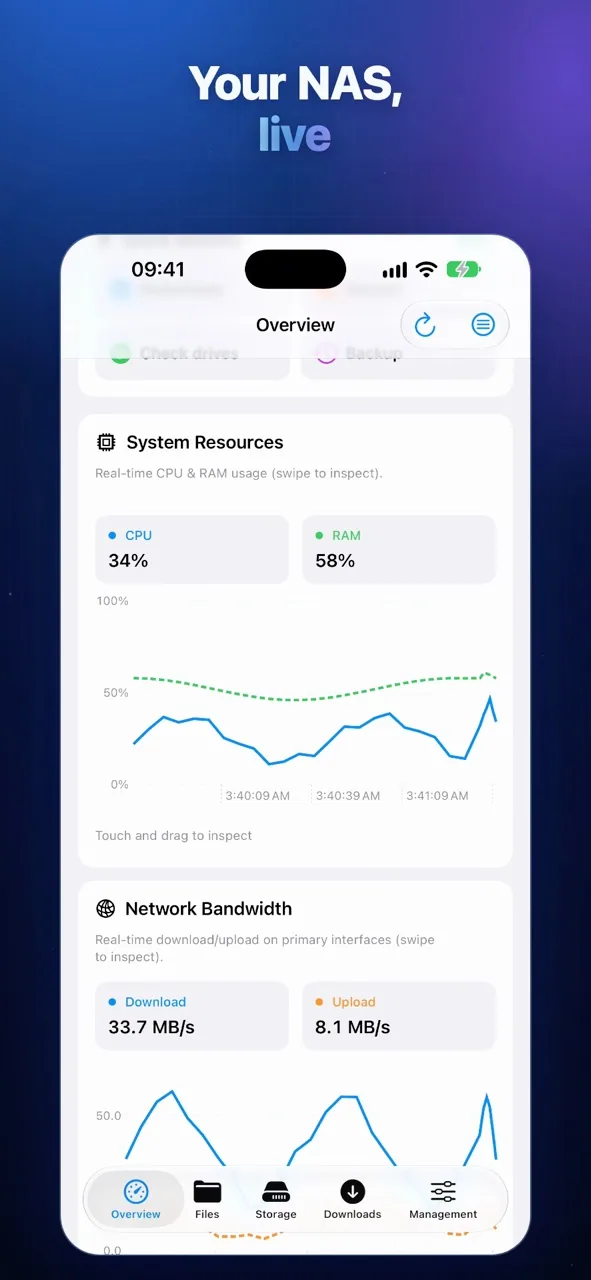 Your NAS,
live
09:41
Overview
Check drives
Backup
System Resources
Real-time CPU & RAM usage (swipe to inspect).
CPU
RAM
34%
58%
100%
50%
0%
3:40:09 AM
3:40:39 AM
3:41:09 AM
Touch and drag to inspect
Network Bandwidth
Real-time download/upload on primary interfaces (swipe
to inspect).
Download
Upload
33.7 MB/s
8.1 MB/s
50.0
Overview
Files
Storage
Downloads
Management
0.0